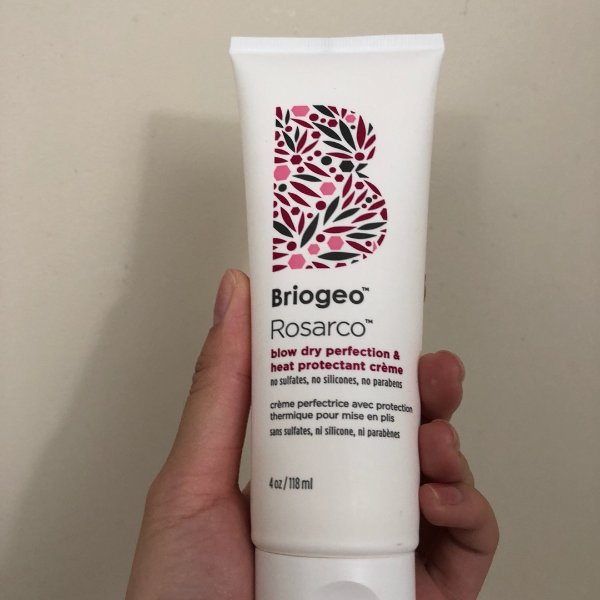 B
Briogeo™
Rosarco™
blow dry perfection &
heat protectant crème
no sulfates, no silicones, no parabens
crème perfectrice avec protection
thermique pour mise en plis
sans sulfates, ni silicone, ni parabènes
4 oz / 118 ml